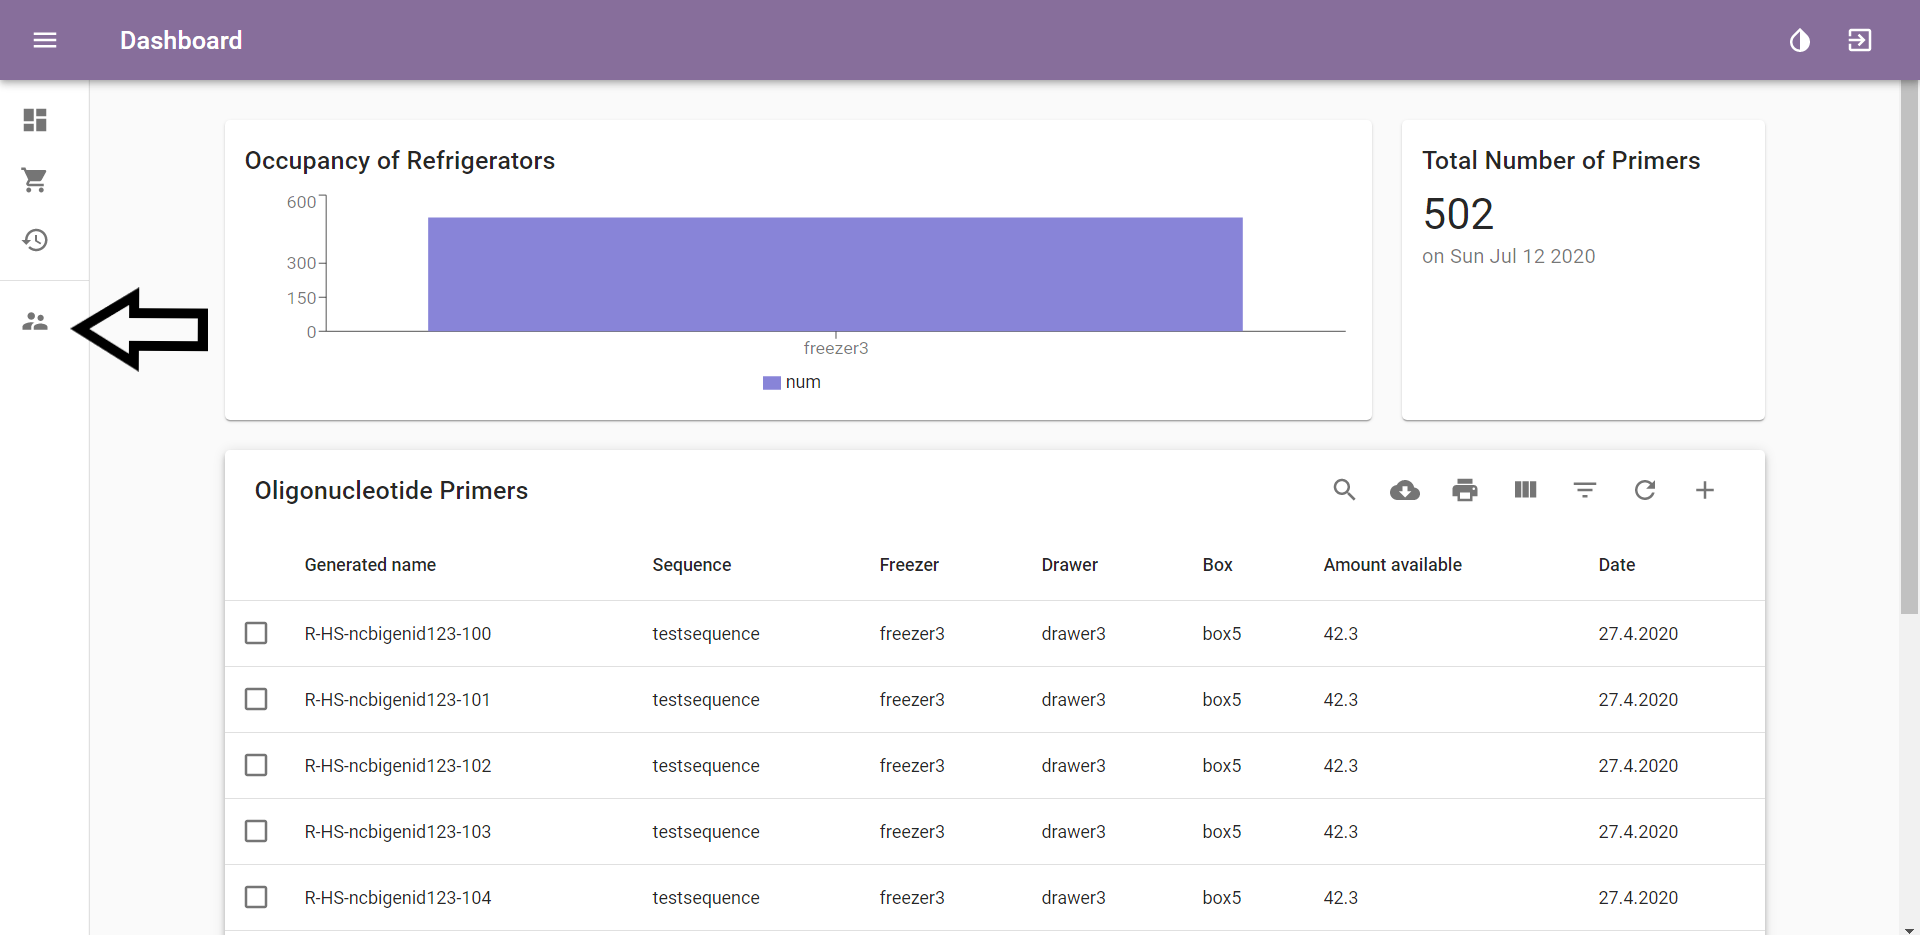 Dashboard
Occupancy of Refrigerators
600
300
150
0
freezer3
num
Total Number of Primers
502
on Sun Jul 12 2020
Oligonucleotide Primers
Generated name Sequence Freezer Drawer Box Amount available Date
R-HS-ncbigenid123-100 testsequence freezer3 drawer3 box5 42.3 27.4.2020
R-HS-ncbigenid123-101 testsequence freezer3 drawer3 box5 42.3 27.4.2020
R-HS-ncbigenid123-102 testsequence freezer3 drawer3 box5 42.3 27.4.2020
R-HS-ncbigenid123-103 testsequence freezer3 drawer3 box5 42.3 27.4.2020
R-HS-ncbigenid123-104 testsequence freezer3 drawer3 box5 42.3 27.4.2020